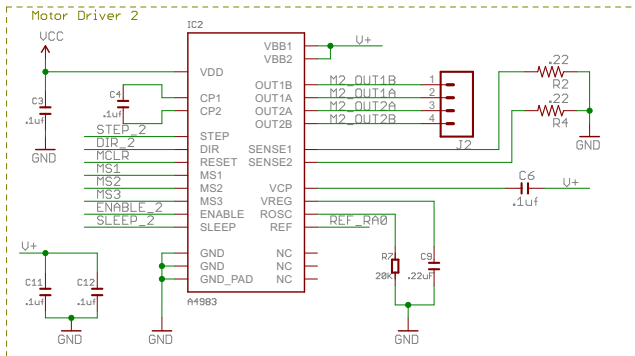 Motor Driver 2
IC2
VCC
VBB1
VBB2
V+
VDD
C3
.1uf
GND
C4
.1uf
CP1
CP2
OUT1B
OUT1A
OUT2A
OUT2B
M2_OUT1B
M2_OUT1A
M2_OUT2A
M2_OUT2B
1
2
3
4
J2
.22
R2
.22
R4
GND
STEP_2
DIR_2
MCLR
MS1
MS2
MS3
ENABLE_2
SLEEP_2
STEP
DIR
RESET
MS1
MS2
MS3
ENABLE
SLEEP
SENSE1
SENSE2
VCP
VREG
ROSC
REF
REF_RA0
C6
.1uf
V+
V+
C11
.1uf
C12
.1uf
GND
GND
GND
GND_PAD
GND
NC
NC
NC
A4983
R7
20K
C9
.22uF
GND